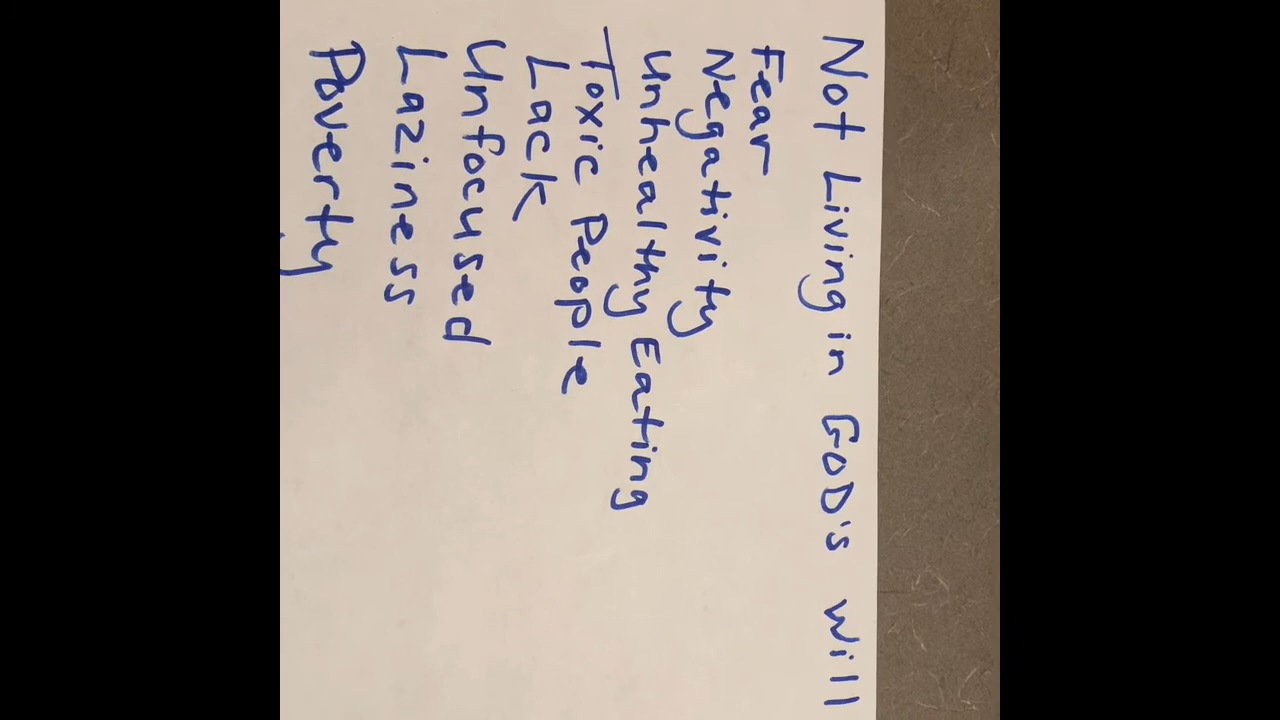 Not Living in GOD's will
Fear
Negativity
Unhealthy Eating
Toxic People
Lack
Unfocused
Laziness
Poverty